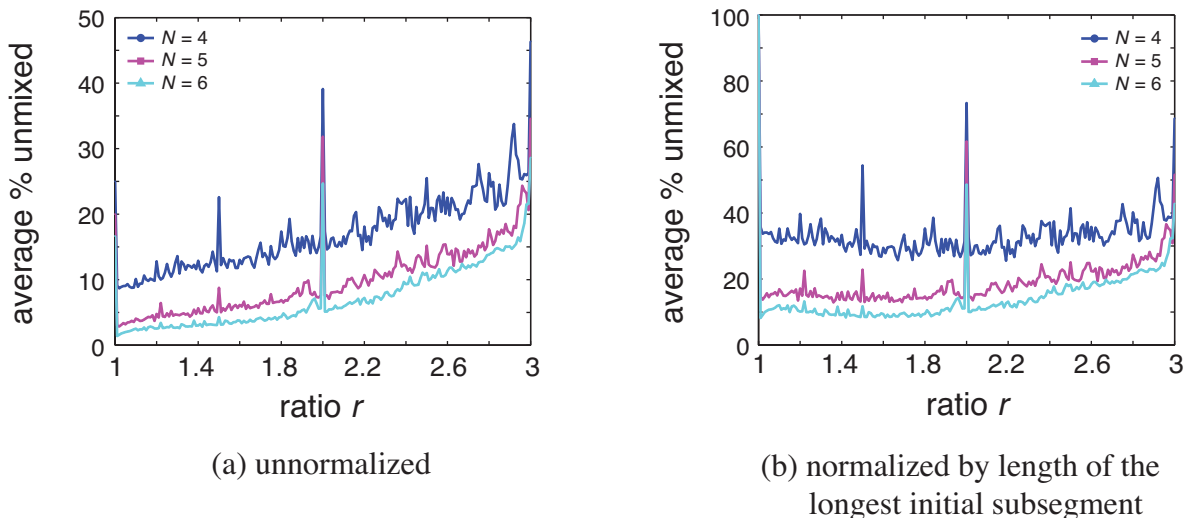 50
40
30
20
10
0
average % unmixed
N = 4
N = 5
N = 6
1 1.4 1.8 2.2 2.6 3
ratio r
(a) unnormalized
100
80
60
40
20
0
average % unmixed
N = 4
N = 5
N = 6
1 1.4 1.8 2.2 2.6 3
ratio r
(b) normalized by length of the
longest initial subsegment